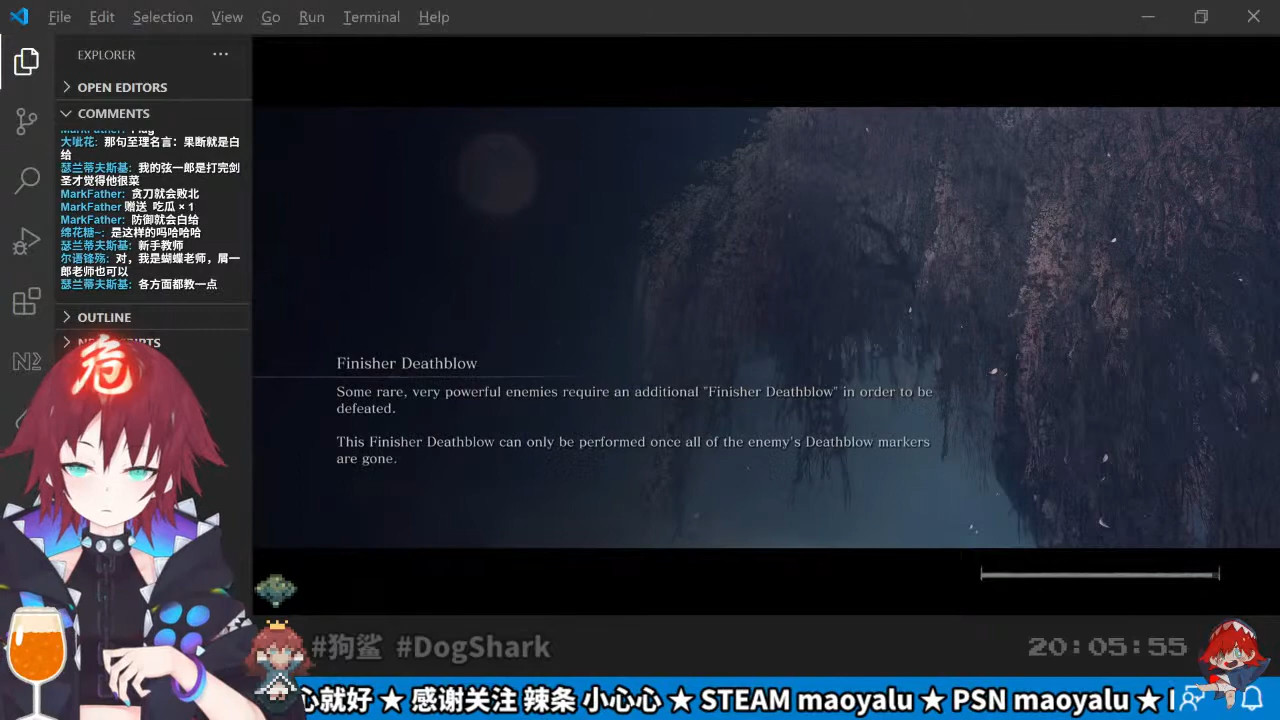 File Edit Selection View Go Run Terminal Help
EXPLORER
OPEN EDITORS
COMMENTS
大呲花: 那句至理名言：果断就是白
给
瑟兰蒂夫斯基: 我的弦一郎是打完剑
圣才觉得他很菜
MarkFather: 贪刀就会败北
MarkFather 赠送 吃瓜 × 1
MarkFather: 防御就会白给
绵花糖~: 是这样的吗哈哈哈
瑟兰蒂夫斯基: 新手教师
尔语锋殇: 对，我是蝴蝶老师，屑一
郎老师也可以
瑟兰蒂夫斯基: 各方面都教一点
OUTLINE
危
Finisher Deathblow
Some rare, very powerful enemies require an additional "Finisher Deathblow" in order to be
defeated.
This Finisher Deathblow can only be performed once all of the enemy's Deathblow markers
are gone.
#狗鲨 #DogShark
20:05:55
心就好 ★ 感谢关注 辣条 小心心 ★ STEAM maoyalu ★ PSN maoyalu ★